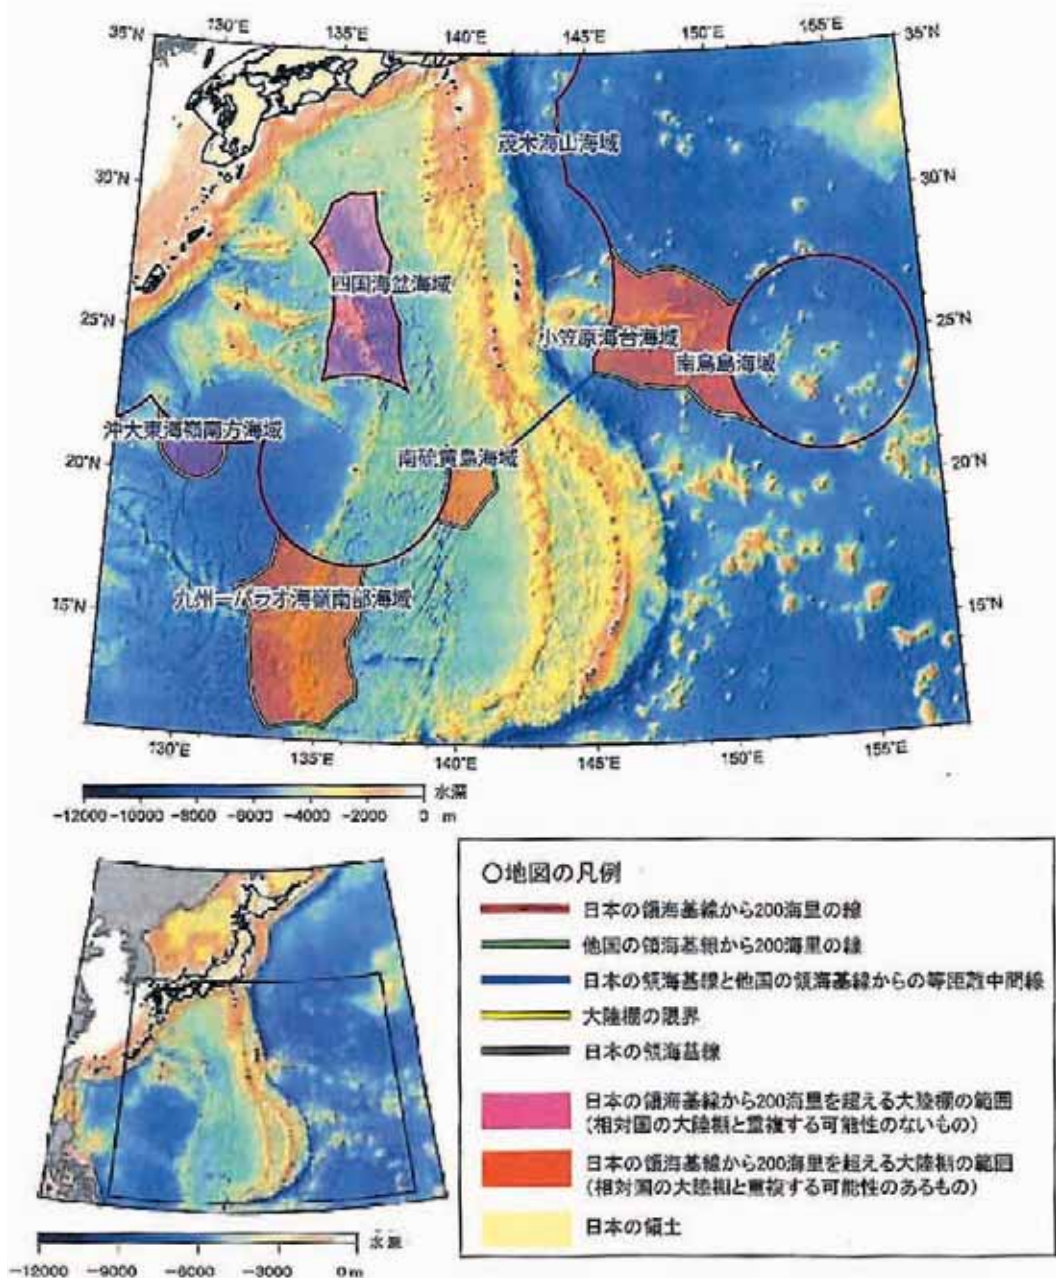 130°E 135°E 140°E 145°E 150°E 155°E
35°N 35°N
茂木海山海域
30°N 30°N
四国海盆海域
25°N 小笠原海台海域 25°N
南鳥島海域
沖大東海嶺南方海域
南硫黄島海域
20°N 20°N
九州ーパラオ海嶺南部海域
15°N 15°N
130°E 135°E 140°E 145°E 150°E 155°E
水深
-12000 -10000 -8000 -6000 -4000 -2000 0 m
○地図の凡例
日本の領海基線から200海里の線
他国の領海基線から200海里の線
日本の領海基線と他国の領海基線からの等距離中間線
大陸棚の限界
日本の領海基線
日本の領海基線から200海里を超える大陸棚の範囲
(相対国の大陸棚と重複する可能性のないもの)
日本の領海基線から200海里を超える大陸棚の範囲
(相対国の大陸棚と重複する可能性のあるもの)
日本の領土
水深
-12000 -9000 -6000 -3000 0m